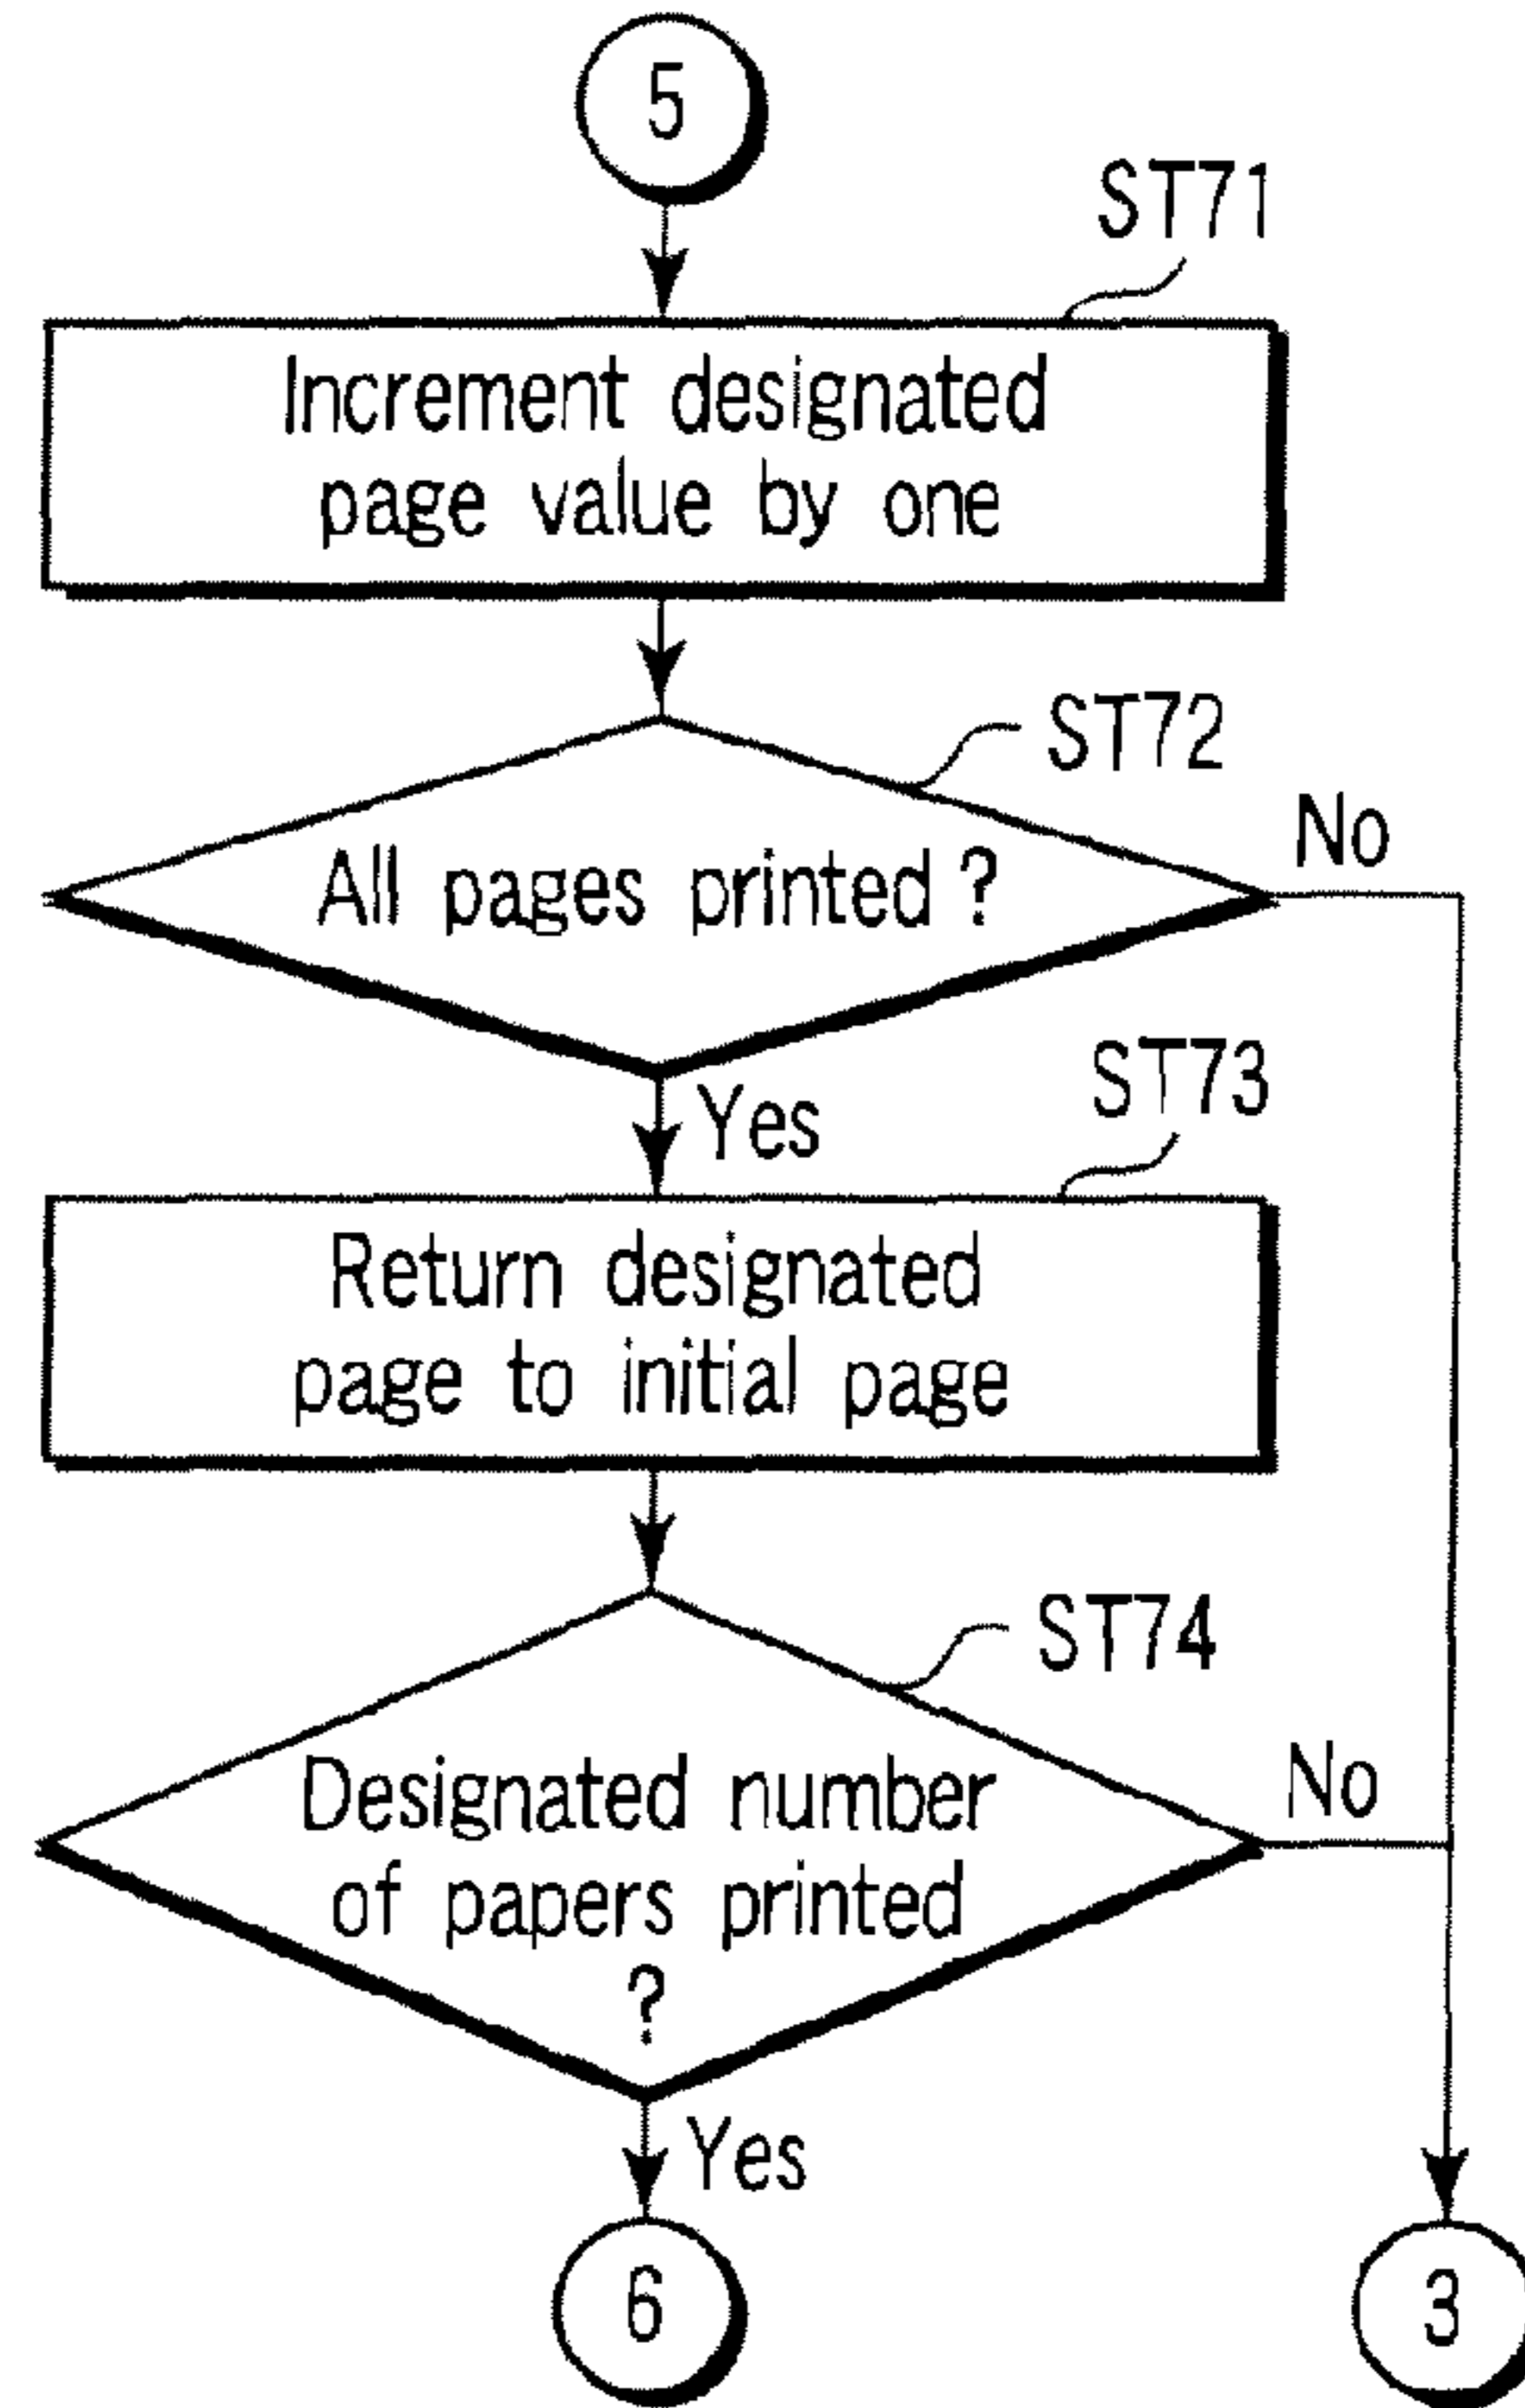 5
ST71
Increment designated
page value by one
ST72
No
All pages printed ?
Yes
ST73
Return designated
page to initial page
ST74
No
Designated number
of papers printed
?
Yes
6
3